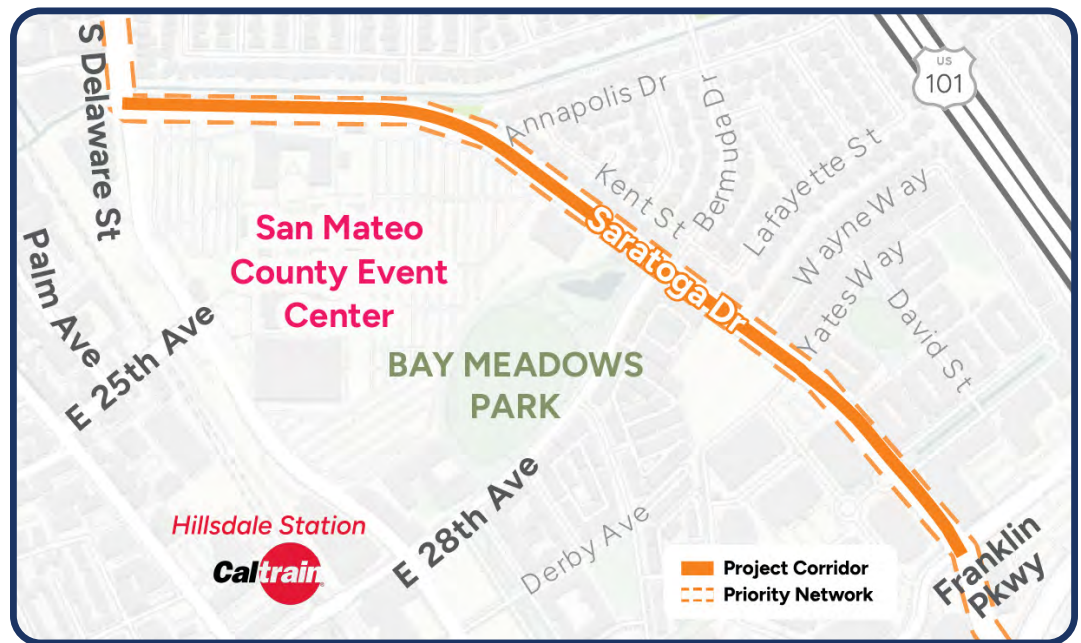 S Delaware St
US
101
Annapolis Dr
Bermuda Dr
Kent St
Lafayette St
Wayne Way
Yates Way
David St
Saratoga Dr
San Mateo
County Event
Center
Palm Ave
E 25th Ave
BAY MEADOWS
PARK
E 28th Ave
Derby Ave
Hillsdale Station
Caltrain
Project Corridor
Priority Network
Franklin
Pkwy